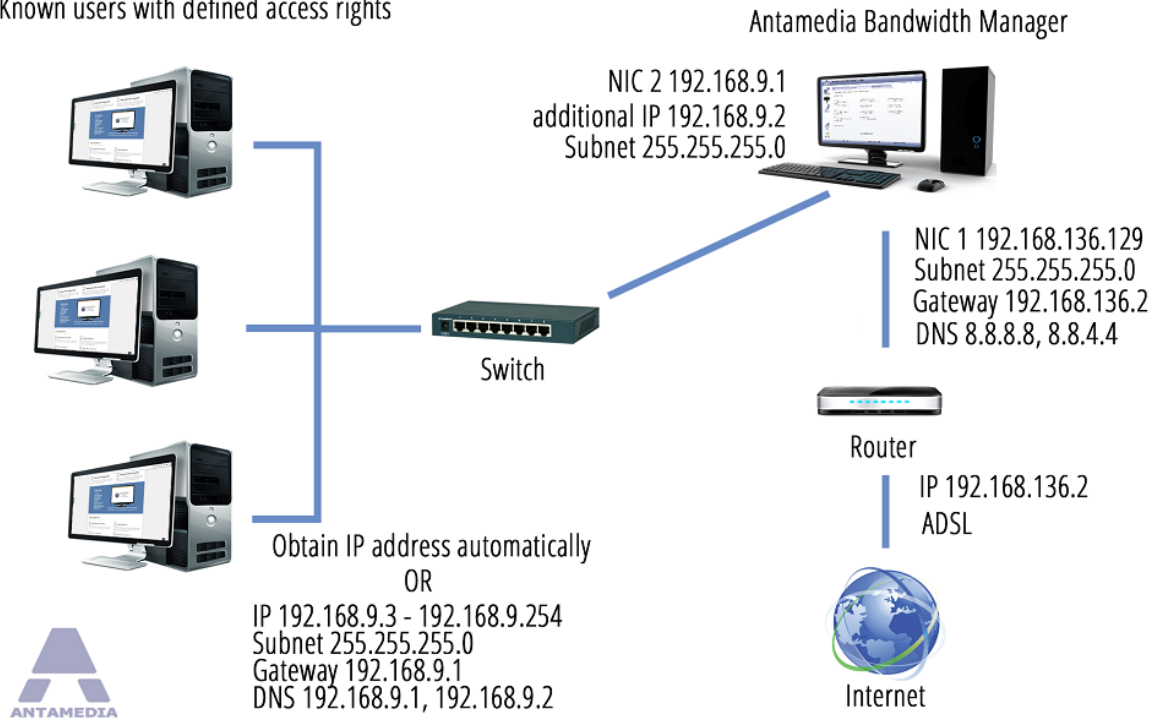 Known users with defined access rights
Antamedia Bandwidth Manager
NIC 2 192.168.9.1
additional IP 192.168.9.2
Subnet 255.255.255.0
NIC 1 192.168.136.129
Subnet 255.255.255.0
Gateway 192.168.136.2
DNS 8.8.8.8, 8.8.4.4
Switch
Router
IP 192.168.136.2
ADSL
Obtain IP address automatically
OR
IP 192.168.9.3 - 192.168.9.254
Subnet 255.255.255.0
Gateway 192.168.9.1
DNS 192.168.9.1, 192.168.9.2
Internet
ANTAMEDIA